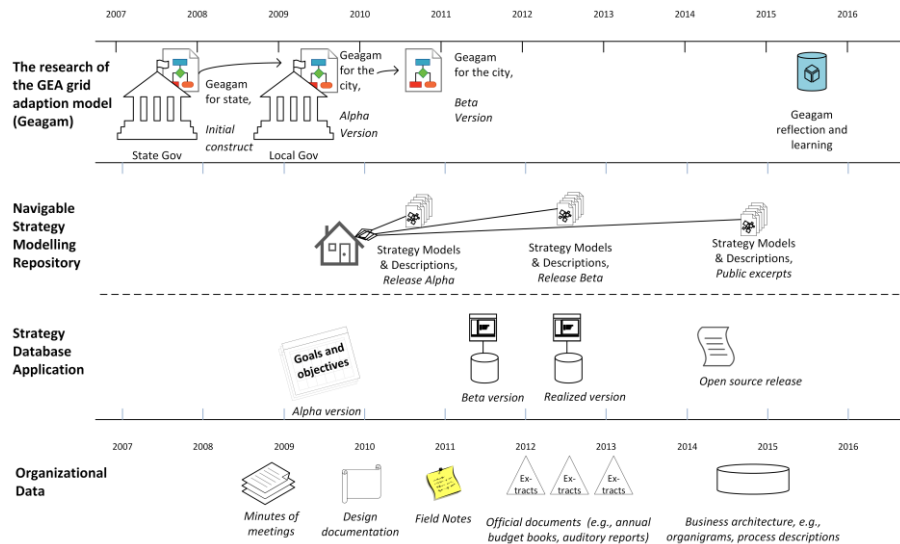 2007 2008 2009 2010 2011 2012 2013 2014 2015 2016
The research of
the GEA grid
adaption model
(Geagam)
State Gov
Geagam
for state,
Initial
construct
Local Gov
Geagam
for the
city,
Alpha
Version
Geagam
for the city,
Beta
Version
Geagam
reflection and
learning
Navigable
Strategy
Modelling
Repository
Strategy Models
& Descriptions,
Release Alpha
Strategy Models
& Descriptions,
Release Beta
Strategy Models
& Descriptions,
Public excerpts
Strategy
Database
Application
Goals and
objectives
Alpha version
Beta version
Realized version
Open source release
2007 2008 2009 2010 2011 2012 2013 2014 2015 2016
Organizational
Data
Minutes of
meetings
Design
documentation
Field Notes
Ex-
tracts
Ex-
tracts
Ex-
tracts
Official documents (e.g., annual
budget books, auditory reports)
Business architecture, e.g.,
organigrams, process descriptions